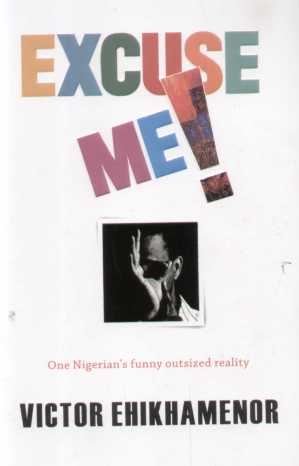 EXCUSE
ME!
One Nigerian's funny outsized reality
VICTOR EHIKHAMENOR